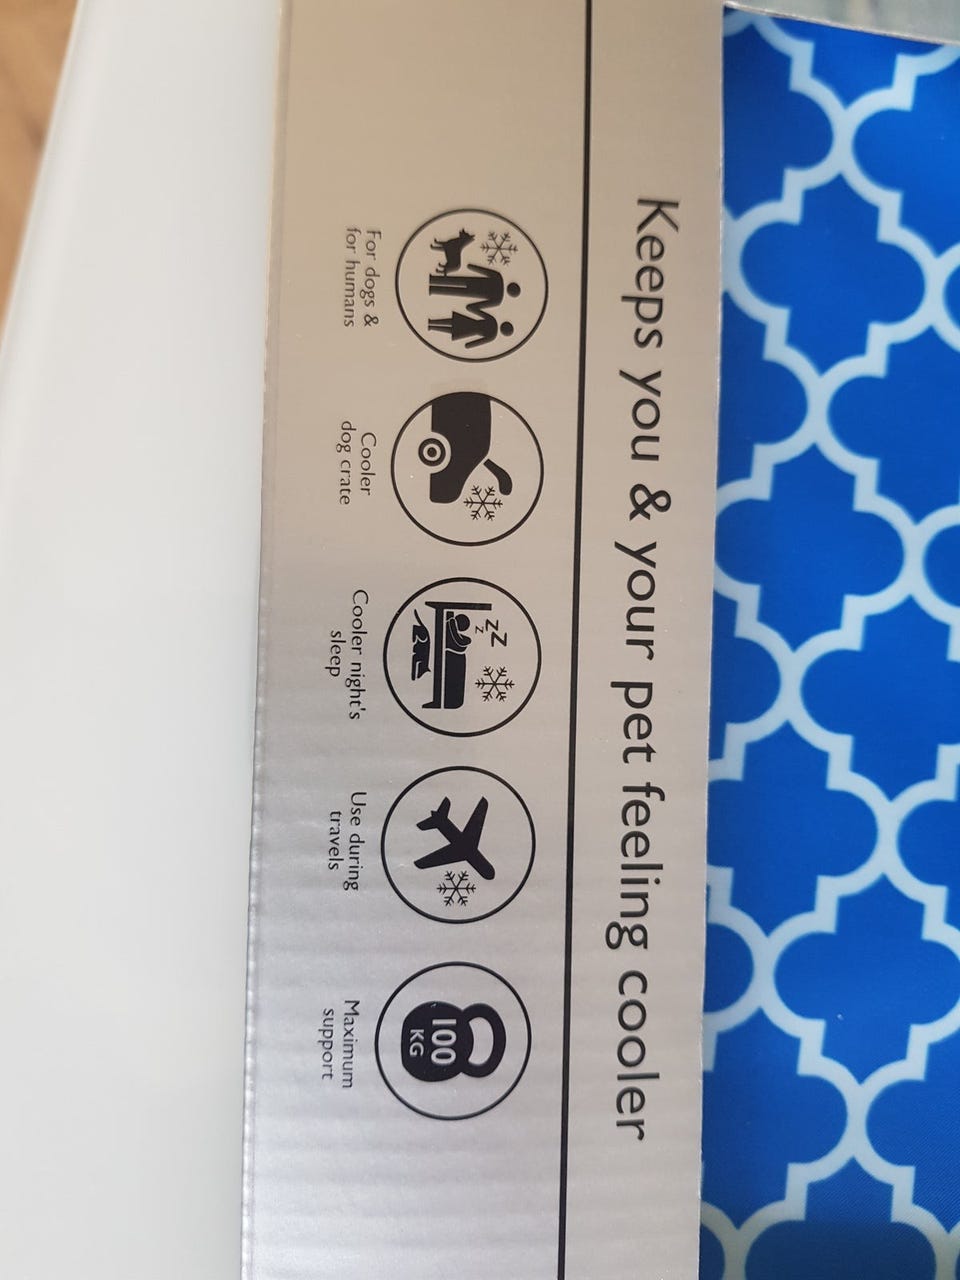 Keeps you & your pet feeling cooler
For dogs &
for humans
Cooler
dog crate
zzz
Cooler night's
sleep
Use during
travels
100
KG
Maximum
support